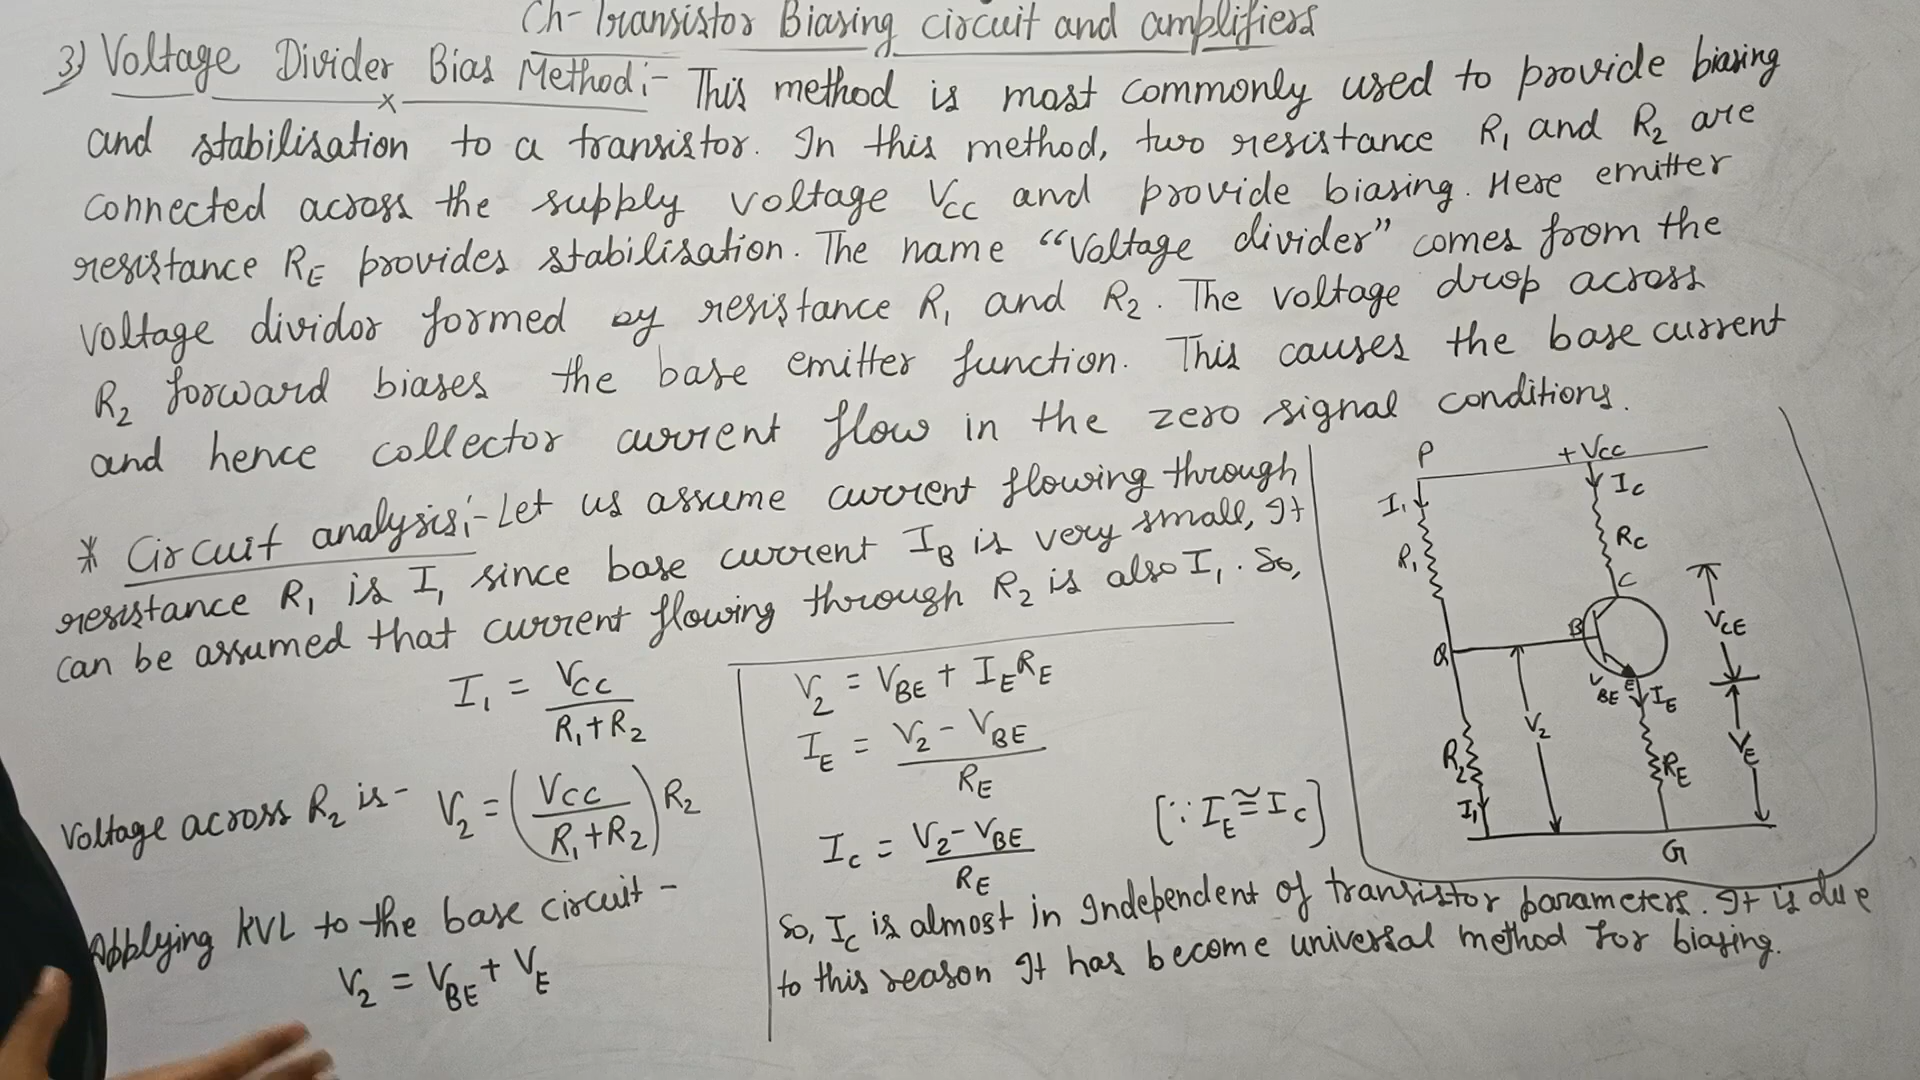 Ch- Transistor Biasing circuit and amplifiers
3) Voltage Divider Bias Method:- This method is most commonly used to provide biasing
and stabilisation to a transistor. In this method, two resistance R₁ and R₂ are
connected across the supply voltage VCC and provide biasing. Here emitter
resistance RE provides stabilisation. The name “Voltage divider” comes from the
voltage dividor formed by resistance R₁ and R₂. The voltage drop across
R₂ forward biases the base emitter function. This causes the base current
and hence collector current flow in the zero signal conditions.
* Circuit analysis:- Let us assume current flowing through
resistance R₁ is I₁ since base current IB is very small, It
can be assumed that current flowing through R₂ is also I₁. So,
I₁ = VCC / (R₁+R₂)
Voltage across R₂ is- V₂ = (VCC / (R₁+R₂)) R₂
Applying KVL to the base circuit -
V₂ = VBE + VE
V₂ = VBE + IE RE
IE = (V₂ - VBE) / RE
IC = (V₂ - VBE) / RE [∵ IE ≅ IC]
So, IC is almost in Independent of transistor parameters. It is due
to this reason It has become universal method for biasing.
P +VCC
I₁ IC
R₁ RC
C
B VCE
Q
VBE E IE
V₂
R₂ RE VE
I₁
G